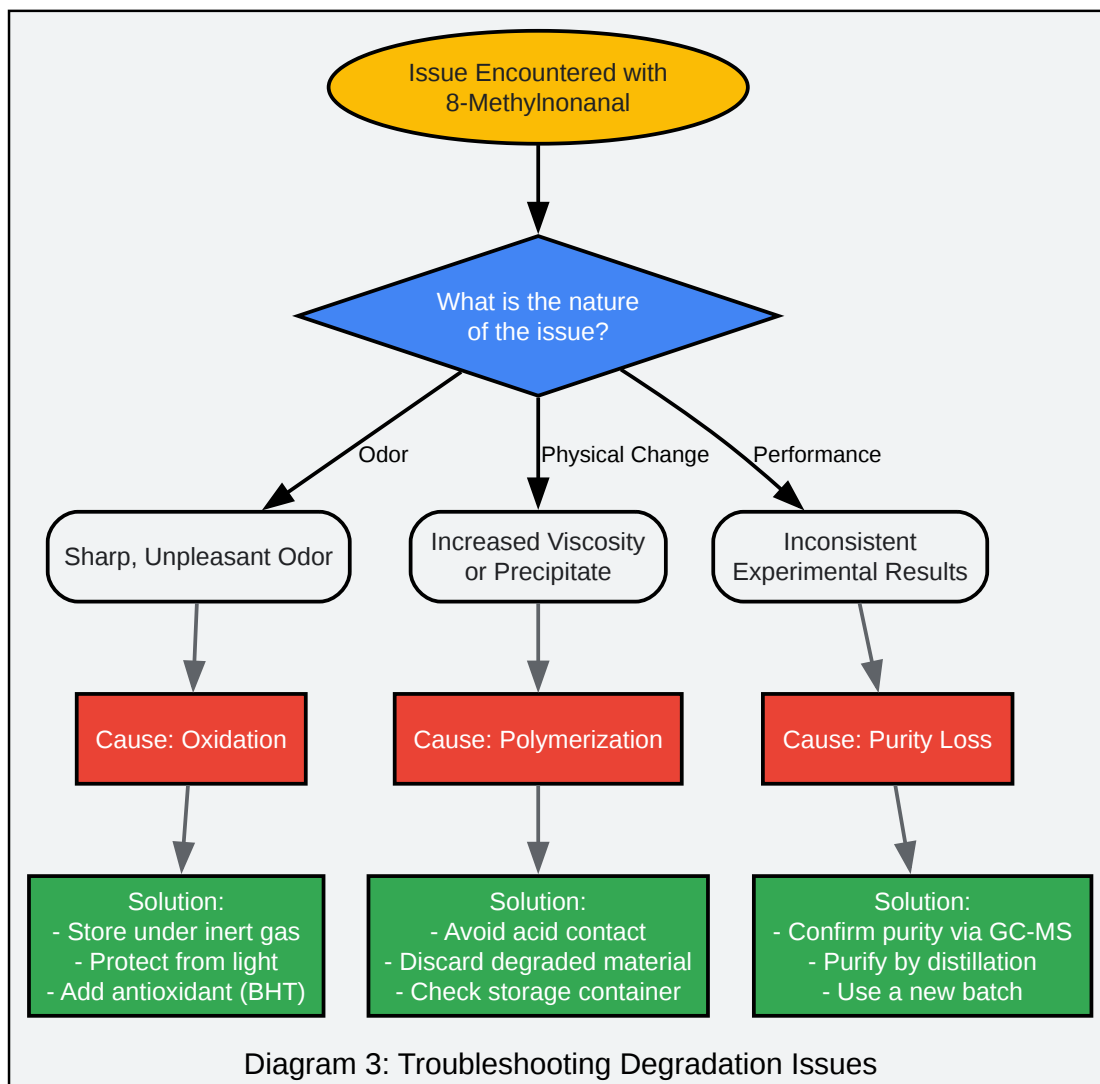 Issue Encountered with
8-Methylnonanal
What is the nature
of the issue?
Odor
Physical Change
Performance
Sharp, Unpleasant Odor
Increased Viscosity
or Precipitate
Inconsistent
Experimental Results
Cause: Oxidation
Cause: Polymerization
Cause: Purity Loss
Solution:
- Store under inert gas
- Protect from light
- Add antioxidant (BHT)
Solution:
- Avoid acid contact
- Discard degraded material
- Check storage container
Solution:
- Confirm purity via GC-MS
- Purify by distillation
- Use a new batch
Diagram 3: Troubleshooting Degradation Issues